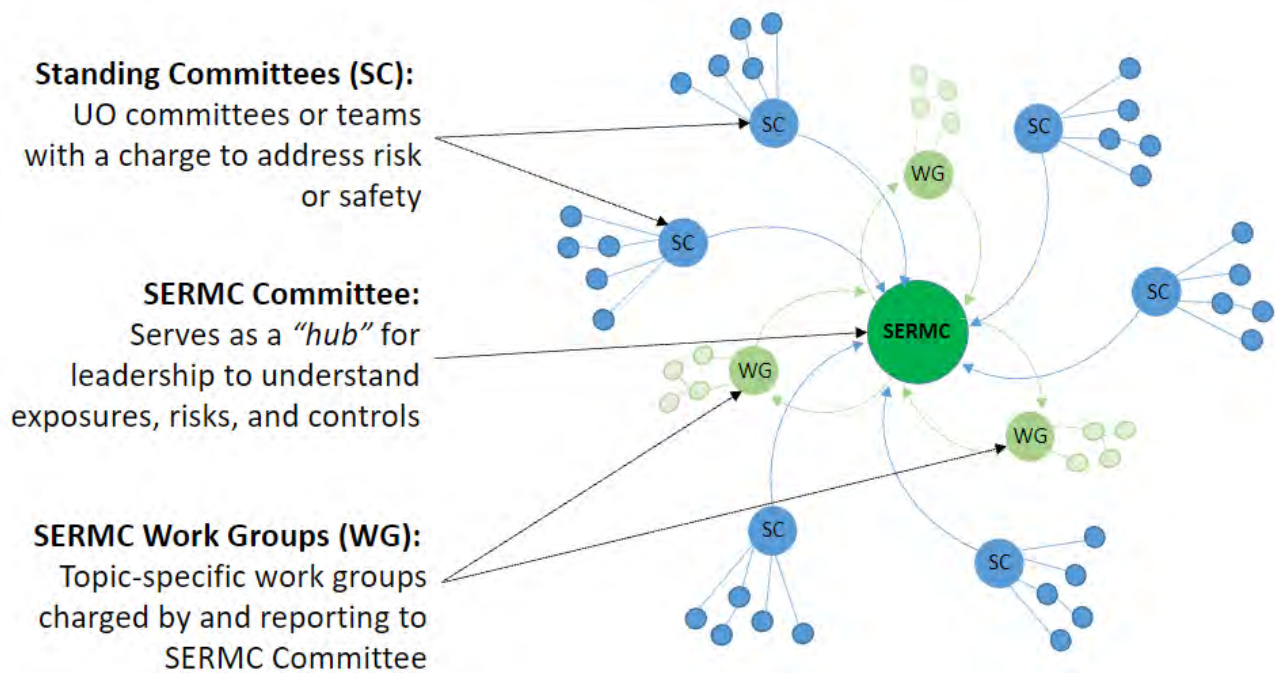 Standing Committees (SC):
UO committees or teams
with a charge to address risk
or safety
SERMC Committee:
Serves as a “hub” for
leadership to understand
exposures, risks, and controls
SERMC Work Groups (WG):
Topic-specific work groups
charged by and reporting to
SERMC Committee
SC
SC
WG
SC
SC
SERMC
WG
WG
SC
SC